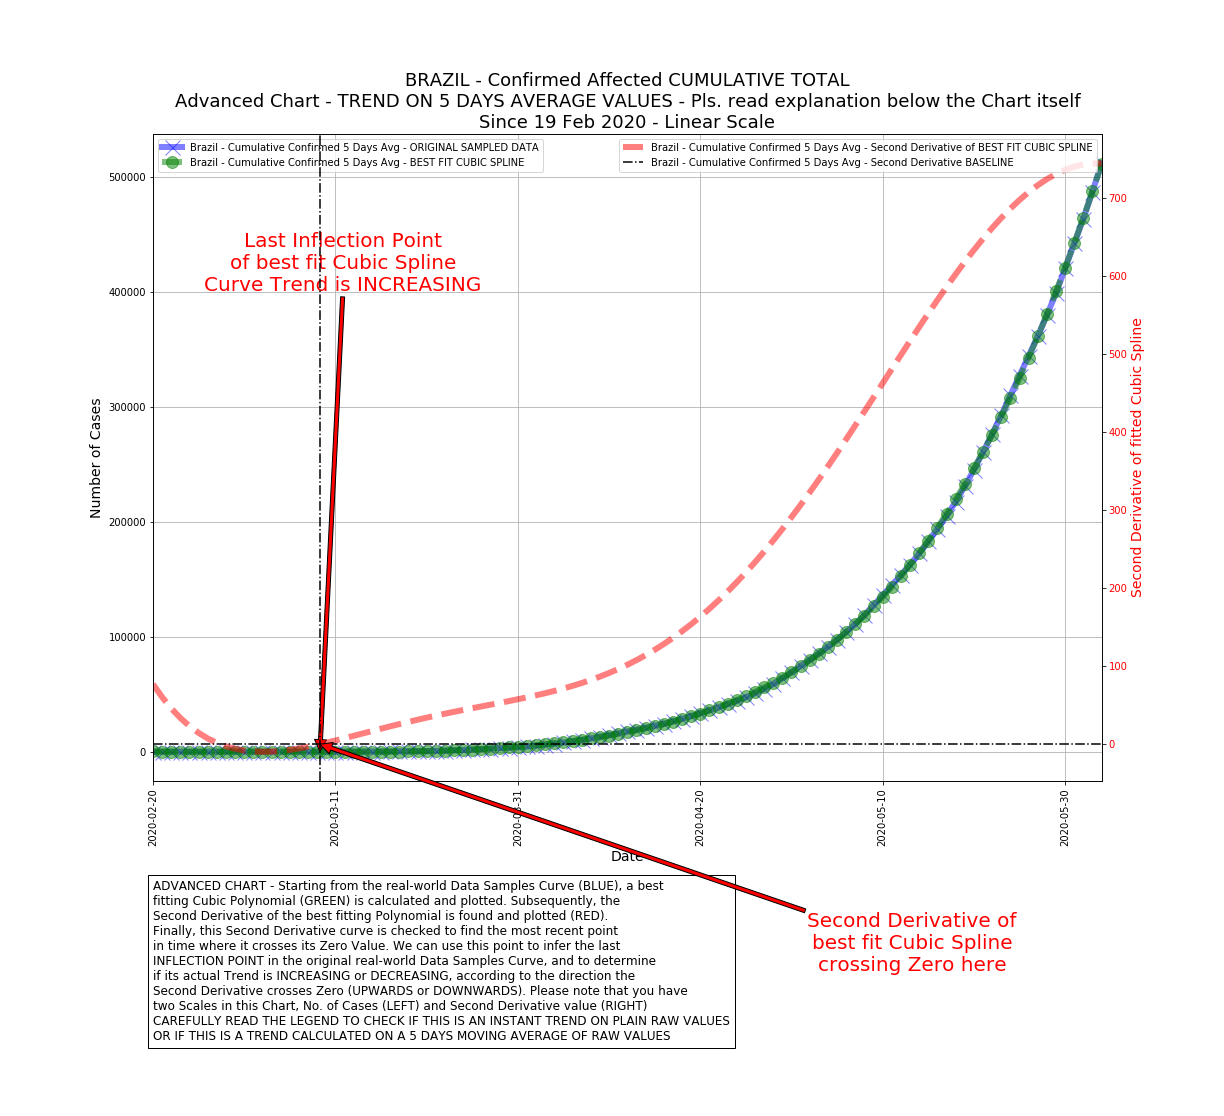 BRAZIL - Confirmed Affected CUMULATIVE TOTAL
Advanced Chart - TREND ON 5 DAYS AVERAGE VALUES - Pls. read explanation below the Chart itself
Since 19 Feb 2020 - Linear Scale
Brazil - Cumulative Confirmed 5 Days Avg - ORIGINAL SAMPLED DATA
Brazil - Cumulative Confirmed 5 Days Avg - BEST FIT CUBIC SPLINE
Brazil - Cumulative Confirmed 5 Days Avg - Second Derivative of BEST FIT CUBIC SPLINE
Brazil - Cumulative Confirmed 5 Days Avg - Second Derivative BASELINE
Last Inflection Point
of best fit Cubic Spline
Curve Trend is INCREASING
Number of Cases
500000
400000
300000
200000
100000
0
Second Derivative of fitted Cubic Spline
700
600
500
400
300
200
100
0
2020-02-20
2020-03-11
2020-03-31
2020-04-20
2020-05-10
2020-05-30
Date
Second Derivative of
best fit Cubic Spline
crossing Zero here
ADVANCED CHART - Starting from the real-world Data Samples Curve (BLUE), a best
fitting Cubic Polynomial (GREEN) is calculated and plotted. Subsequently, the
Second Derivative of the best fitting Polynomial is found and plotted (RED).
Finally, this Second Derivative curve is checked to find the most recent point
in time where it crosses its Zero Value. We can use this point to infer the last
INFLECTION POINT in the original real-world Data Samples Curve, and to determine
if its actual Trend is INCREASING or DECREASING, according to the direction the
Second Derivative crosses Zero (UPWARDS or DOWNWARDS). Please note that you have
two Scales in this Chart, No. of Cases (LEFT) and Second Derivative value (RIGHT)
CAREFULLY READ THE LEGEND TO CHECK IF THIS IS AN INSTANT TREND ON PLAIN RAW VALUES
OR IF THIS IS A TREND CALCULATED ON A 5 DAYS MOVING AVERAGE OF RAW VALUES